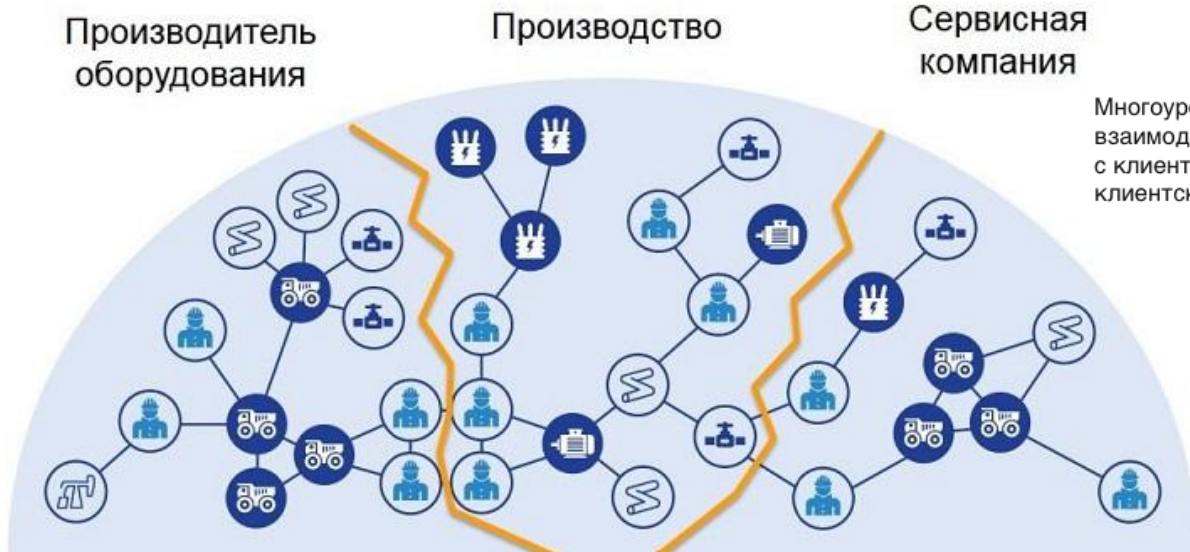 Производитель
оборудования
Производство
Сервисная
компания
с